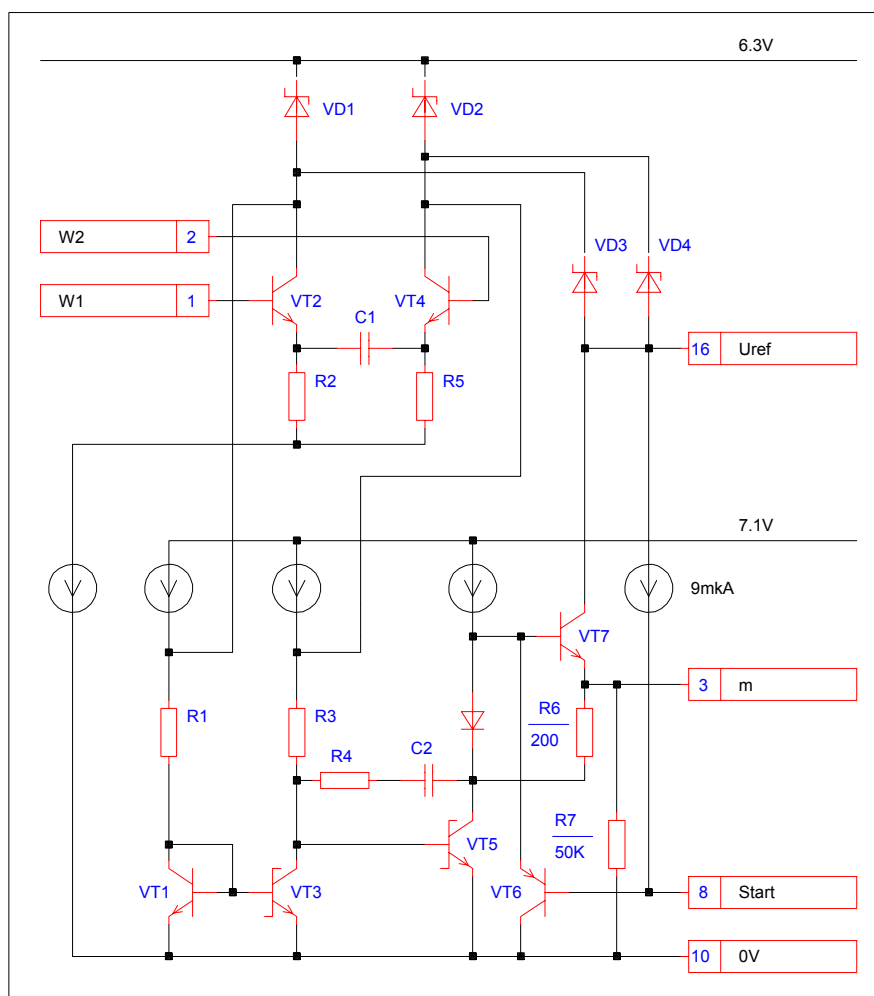 6.3V
VD1
VD2
W2 2
VD3 VD4
W1 1
VT2 VT4
C1
16 Uref
R2 R5
7.1V
9mkA
VT7
3 m
R1 R3
R6
200
R4 C2
R7
50K
VT5
VT1 VT3 VT6
8 Start
10 0V